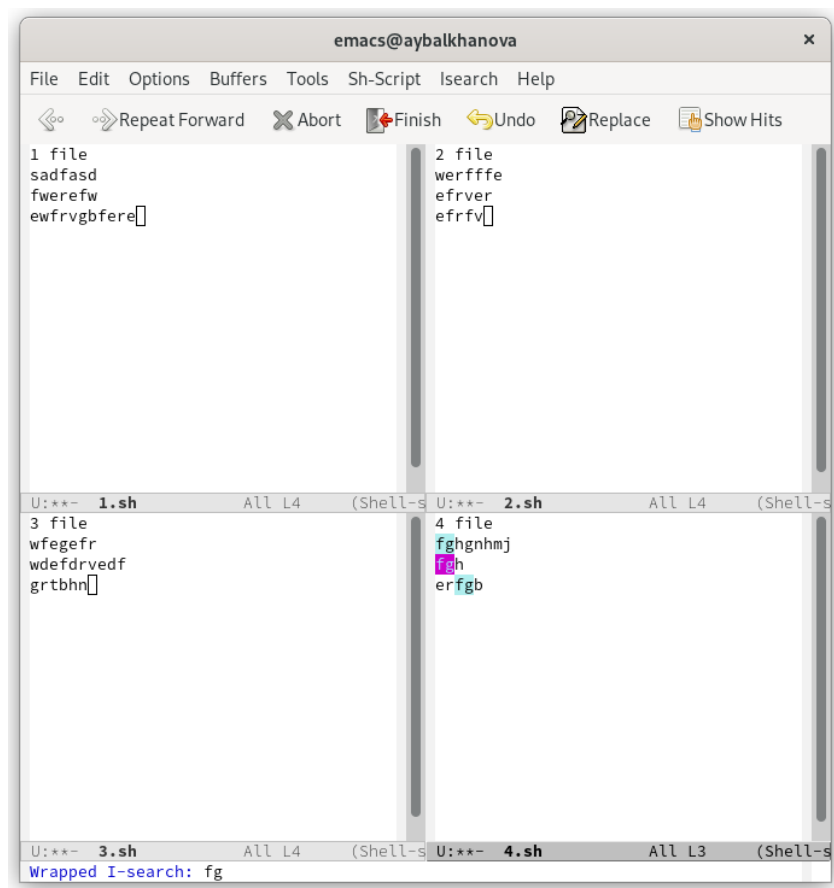 emacs@aybalkhanova ×
File Edit Options Buffers Tools Sh-Script Isearch Help
Repeat Forward Abort Finish Undo Replace Show Hits
1 file
sadfasd
fwerefw
ewfrvgbfere
U:**- 1.sh All L4 (Shell-s
2 file
werfffe
efrver
efrfv
U:**- 2.sh All L4 (Shell-s
3 file
wfegefr
wdefdrvedf
grtbhn
U:**- 3.sh All L4 (Shell-s
4 file
fghgnhmj
fgh
erfgb
U:**- 4.sh All L3 (Shell-s
Wrapped I-search: fg